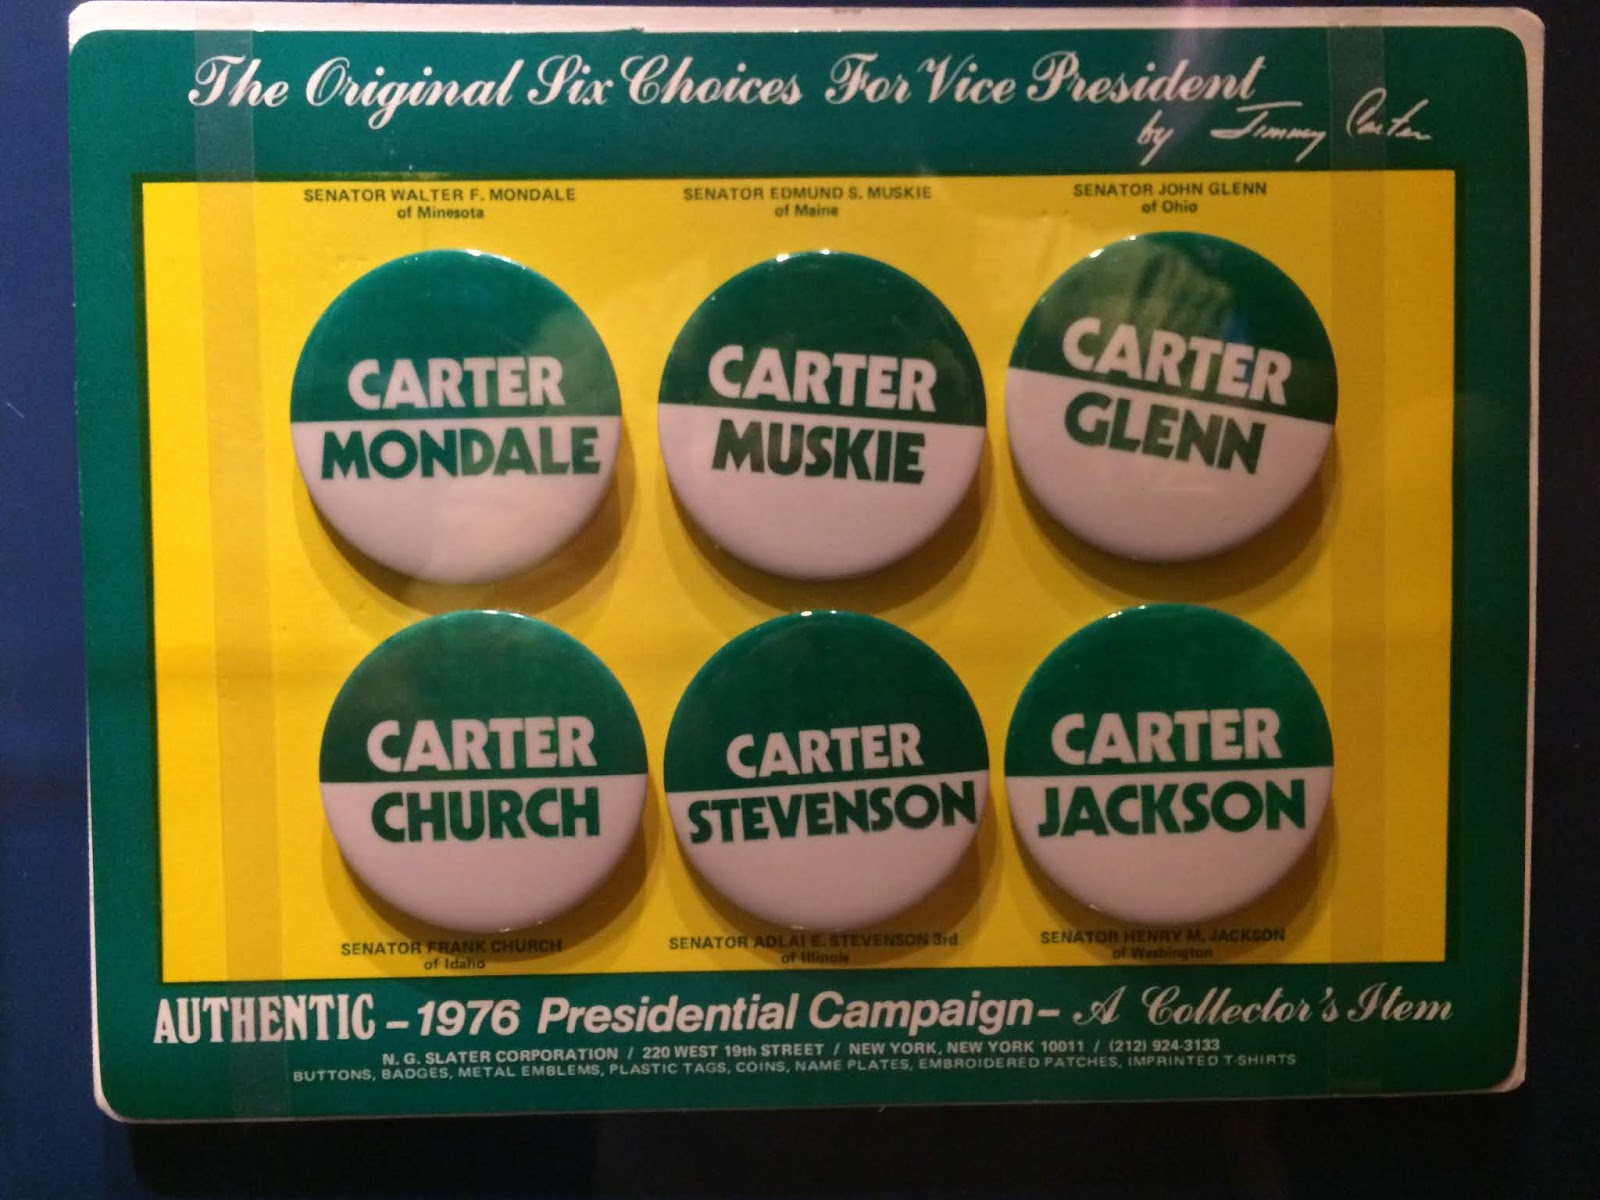 The Original Six Choices For Vice President
by Jimmy Carter
SENATOR WALTER F. MONDALE
of Minesota
SENATOR EDMUND S. MUSKIE
of Maine
SENATOR JOHN GLENN
of Ohio
CARTER
MONDALE
CARTER
MUSKIE
CARTER
GLENN
CARTER
CHURCH
CARTER
STEVENSON
CARTER
JACKSON
SENATOR FRANK CHURCH
of Idaho
SENATOR ADLAI E. STEVENSON 3rd
of Illinois
SENATOR HENRY M. JACKSON
of Washington
AUTHENTIC – 1976 Presidential Campaign – A Collector's Item
N. G. SLATER CORPORATION / 220 WEST 19th STREET / NEW YORK, NEW YORK 10011 / (212) 924-3133
BUTTONS, BADGES, METAL EMBLEMS, PLASTIC TAGS, COINS, NAME PLATES, EMBROIDERED PATCHES, IMPRINTED T-SHIRTS